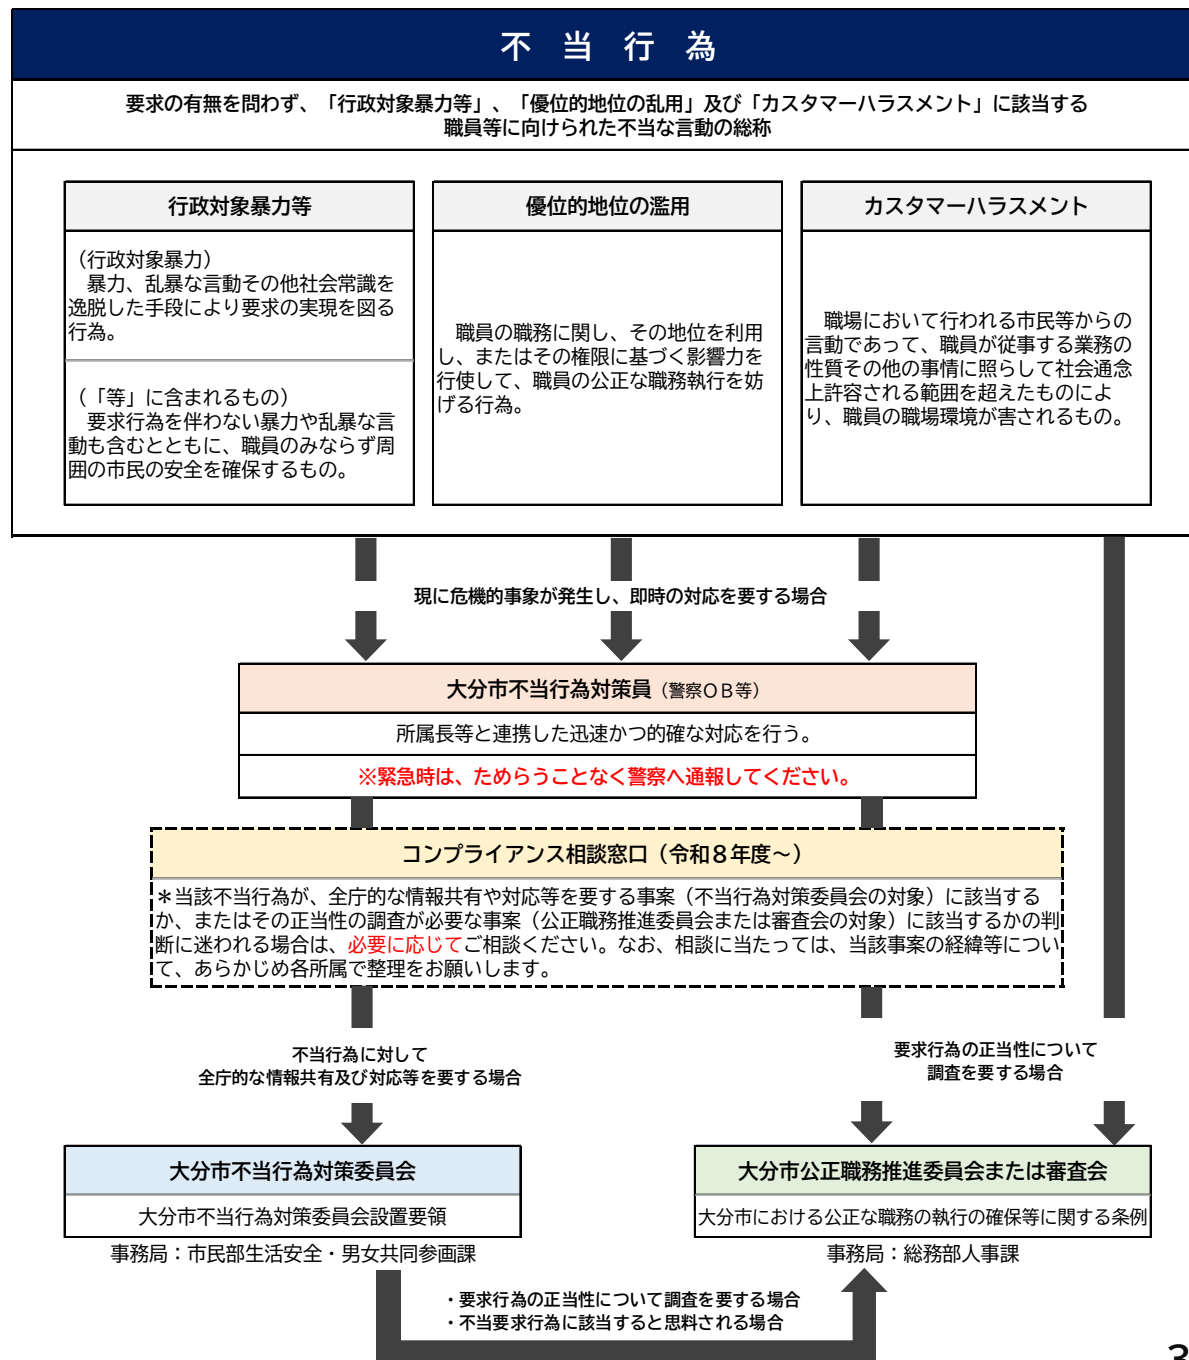 不当行為
要求の有無を問わず、「行政対象暴力等」、「優位的地位の乱用」及び「カスタマーハラスメント」に該当する
職員等に向けられた不当な言動の総称
行政対象暴力等
（行政対象暴力）
暴力、乱暴な言動その他社会常識を
逸脱した手段により要求の実現を図る
行為。
（「等」に含まれるもの）
要求行為を伴わない暴力や乱暴な言
動も含むとともに、職員のみならず周
囲の市民の安全を確保するもの。
優位的地位の濫用
職員の職務に関し、その地位を利用
し、またはその権限に基づく影響力を
行使して、職員の公正な職務執行を妨
げる行為。
カスタマーハラスメント
職場において行われる市民等からの
言動であって、職員が従事する業務の
性質その他の事情に照らして社会通念
上許容される範囲を超えたものによ
り、職員の職場環境が害されるもの。
現に危機的事象が発生し、即時の対応を要する場合
大分市不当行為対策員（警察ＯＢ等）
所属長等と連携した迅速かつ的確な対応を行う。
※緊急時は、ためらうことなく警察へ通報してください。
コンプライアンス相談窓口（令和８年度～）
＊当該不当行為が、全庁的な情報共有や対応等を要する事案（不当行為対策委員会の対象）に該当する
か、またはその正当性の調査が必要な事案（公正職務推進委員会または審査会の対象）に該当するかの判
断に迷われる場合は、必要に応じてご相談ください。なお、相談に当たっては、当該事案の経緯等につい
て、あらかじめ各所属で整理をお願いします。
不当行為に対して
全庁的な情報共有及び対応等を要する場合
要求行為の正当性について
調査を要する場合
大分市不当行為対策委員会
大分市不当行為対策委員会設置要領
事務局：市民部生活安全・男女共同参画課
大分市公正職務推進委員会または審査会
大分市における公正な職務の執行の確保等に関する条例
事務局：総務部人事課
・要求行為の正当性について調査を要する場合
・不当要求行為に該当すると思料される場合
3